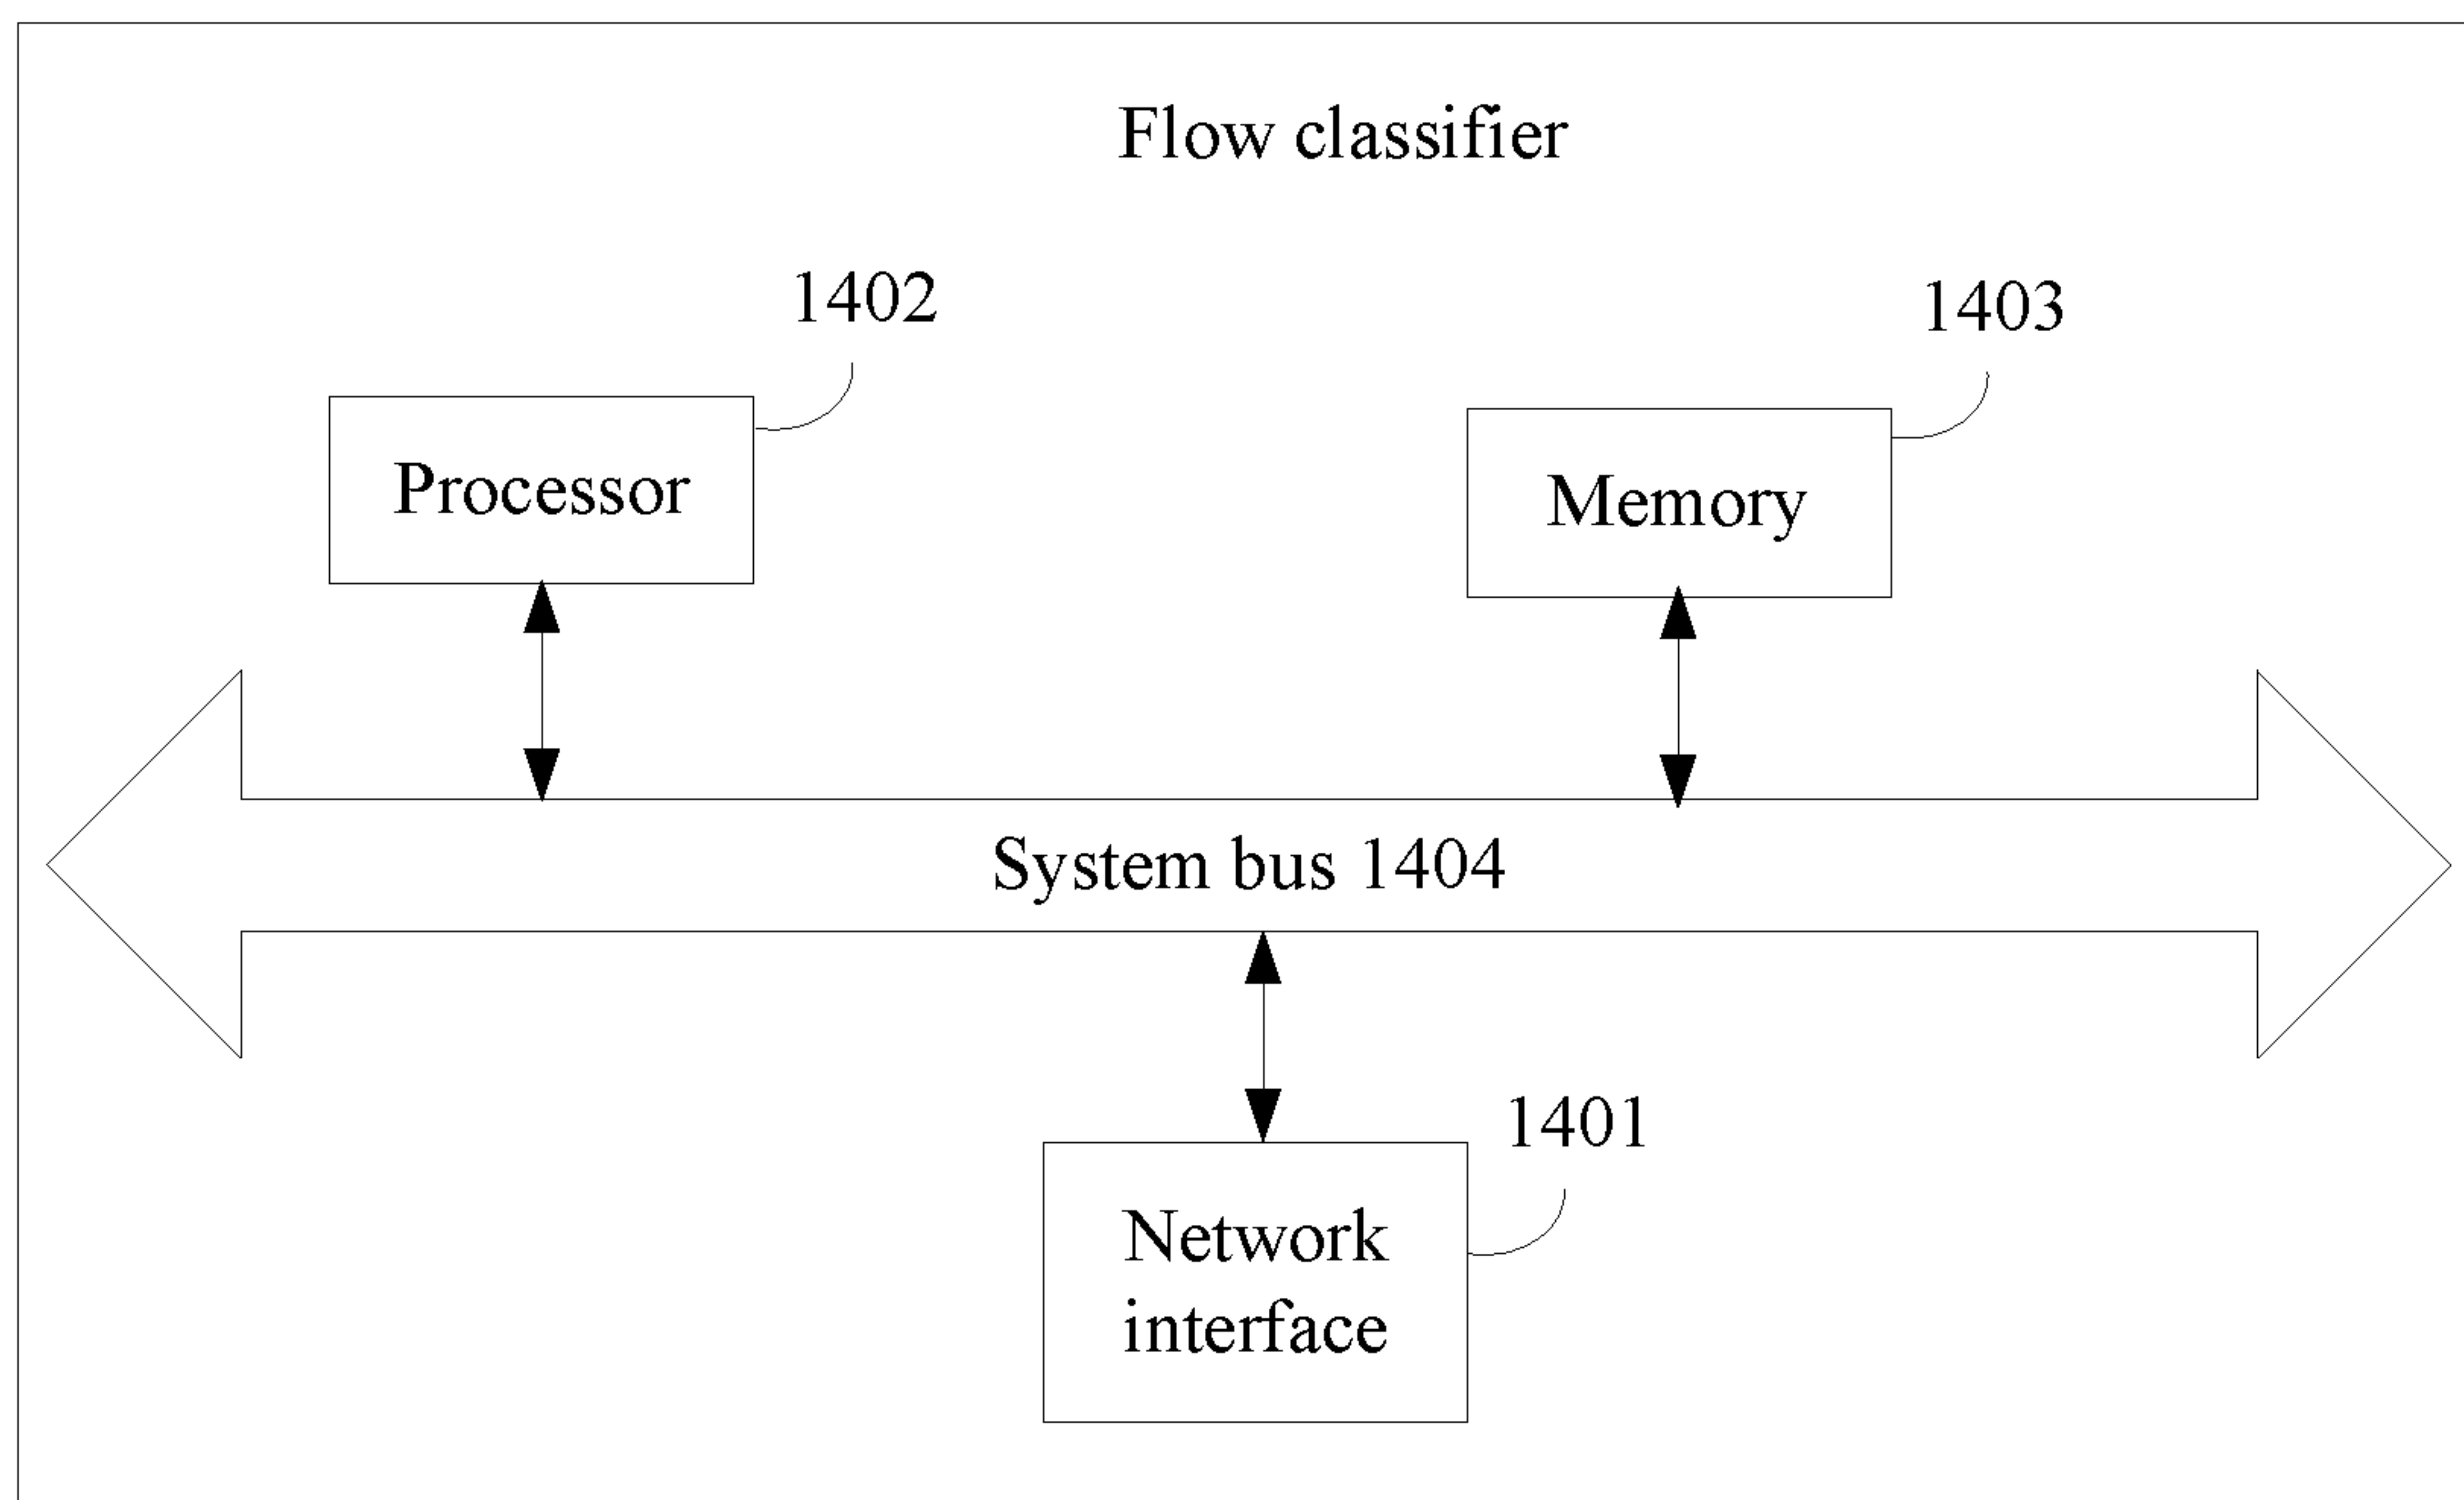 Flow classifier
1402
1403
Processor
Memory
System bus 1404
1401
Network
interface